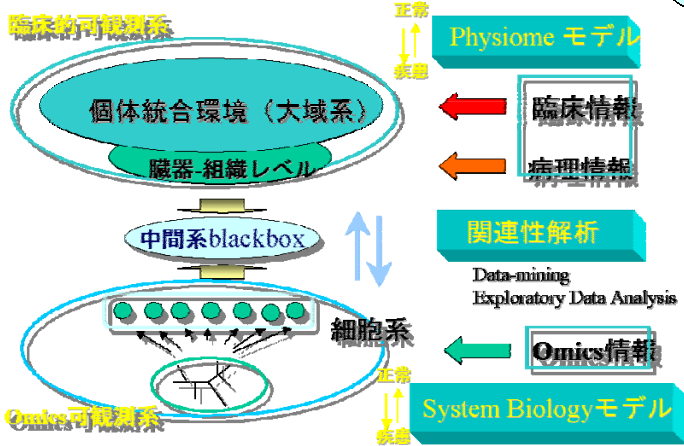 臨床的可観測系
正常
疾患
Physiome モデル
個体統合環境（大域系）
臓器-組織レベル
臨床情報
病理情報
中間系blackbox
関連性解析
Data-mining
Exploratory Data Analysis
細胞系
Omics情報
正常
疾患
Omics可観測系
System Biologyモデル